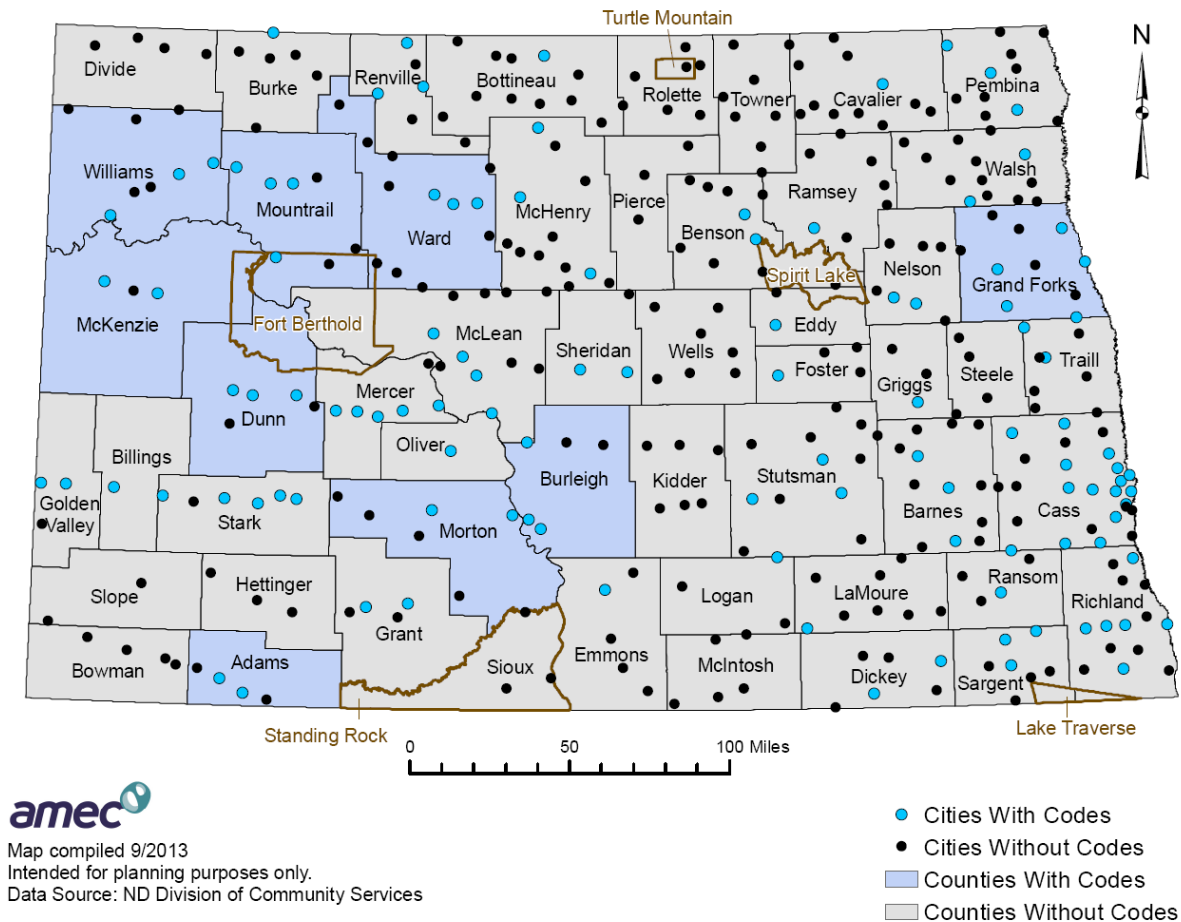 Turtle Mountain
N
Divide
Burke
Renville
Bottineau
Rolette
Towner
Cavalier
Pembina
Williams
Mountrail
Ward
McHenry
Pierce
Benson
Ramsey
Walsh
Spirit Lake
Nelson
Grand Forks
McKenzie
Fort Berthold
McLean
Sheridan
Wells
Eddy
Foster
Griggs
Steele
Traill
Dunn
Mercer
Oliver
Burleigh
Kidder
Stutsman
Barnes
Cass
Billings
Golden
Valley
Stark
Morton
Slope
Hettinger
Grant
Logan
LaMoure
Ransom
Richland
Bowman
Adams
Sioux
Emmons
McIntosh
Dickey
Sargent
Standing Rock
Lake Traverse
0 50 100 Miles
amec
Map compiled 9/2013
Intended for planning purposes only.
Data Source: ND Division of Community Services
Cities With Codes
Cities Without Codes
Counties With Codes
Counties Without Codes